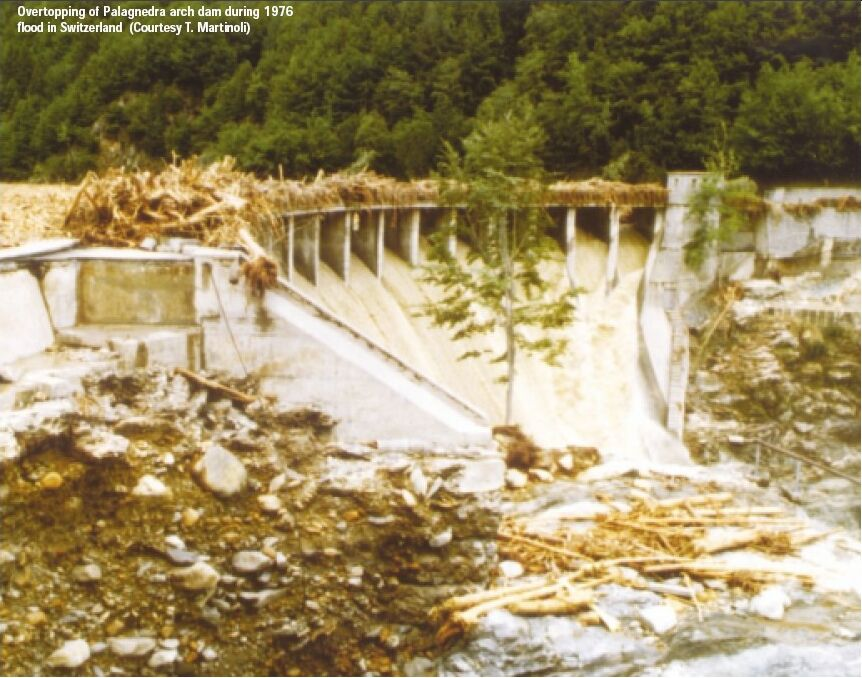 Overtopping of Palagnedra arch dam during 1976
flood in Switzerland (Courtesy T. Martinoli)